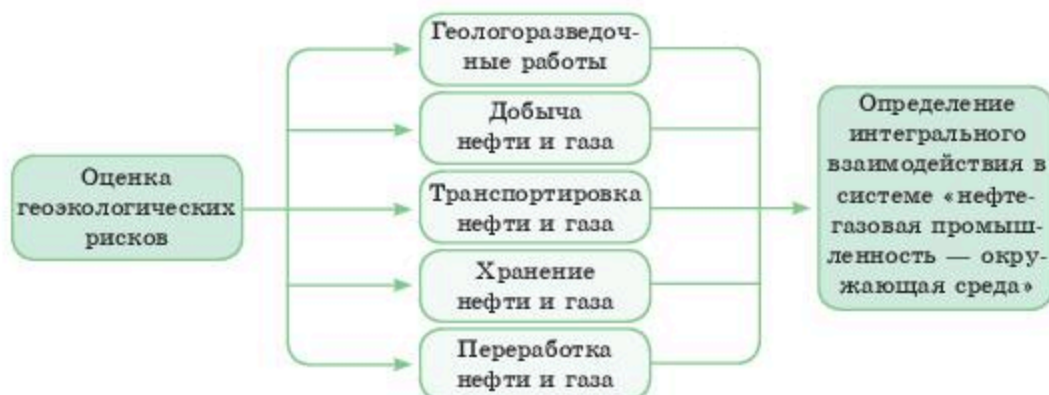 Оценка
геоэкологических
рисков
Геологоразведоч-
ные работы
Добыча
нефти и газа
Транспортировка
нефти и газа
Хранение
нефти и газа
Переработка
нефти и газа
Определение
интегрального
взаимодействия в
системе «нефте-
газовая промыш-
ленность — окру-
жающая среда»